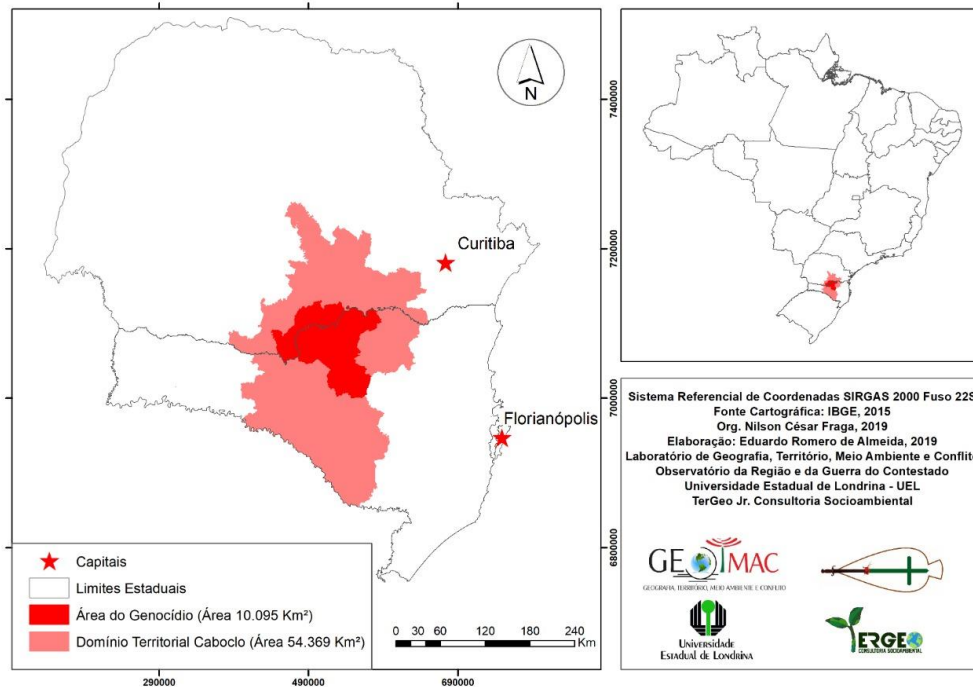 N
Curitiba
Florianópolis
Capitais
Limites Estaduais
Área do Genocídio (Área 10.095 Km²)
Domínio Territorial Caboclo (Área 54.369 Km²)
0 30 60 120 180 240
Km
290000
490000
690000
7400000
7200000
7000000
6800000
Sistema Referencial de Coordenadas SIRGAS 2000 Fuso 22S
Fonte Cartográfica: IBGE, 2015
Org. Nilson César Fraga, 2019
Elaboração: Eduardo Romero de Almeida, 2019
Laboratório de Geografia, Território, Meio Ambiente e Conflito
Observatório da Região e da Guerra do Contestado
Universidade Estadual de Londrina - UEL
TerGeo Jr. Consultoria Socioambiental
GEOTMAC
GEOGRAFIA, TERRITÓRIO, MEIO AMBIENTE E CONFLITO
UNIVERSIDADE
ESTADUAL DE LONDRINA
TERGEO
CONSULTORIA SOCIOAMBIENTAL